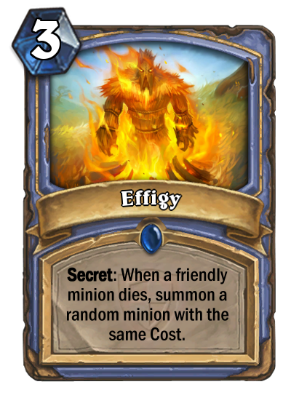 3
Effigy
Secret: When a friendly
minion dies, summon a
random minion with the
same Cost.